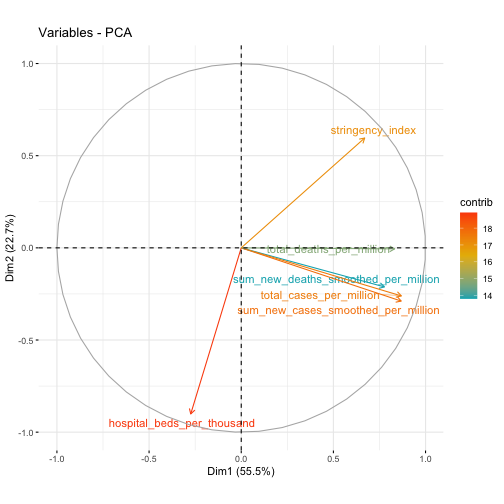 Variables - PCA
1.0
stringency_index
0.5
contrib
18
17
16
15
14
Dim2 (22.7%)
0.0
total_deaths_per_million
sum_new_deaths_smoothed_per_million
total_cases_per_million
sum_new_cases_smoothed_per_million
-0.5
hospital_beds_per_thousand
-1.0
-1.0
-0.5
0.0
0.5
1.0
Dim1 (55.5%)